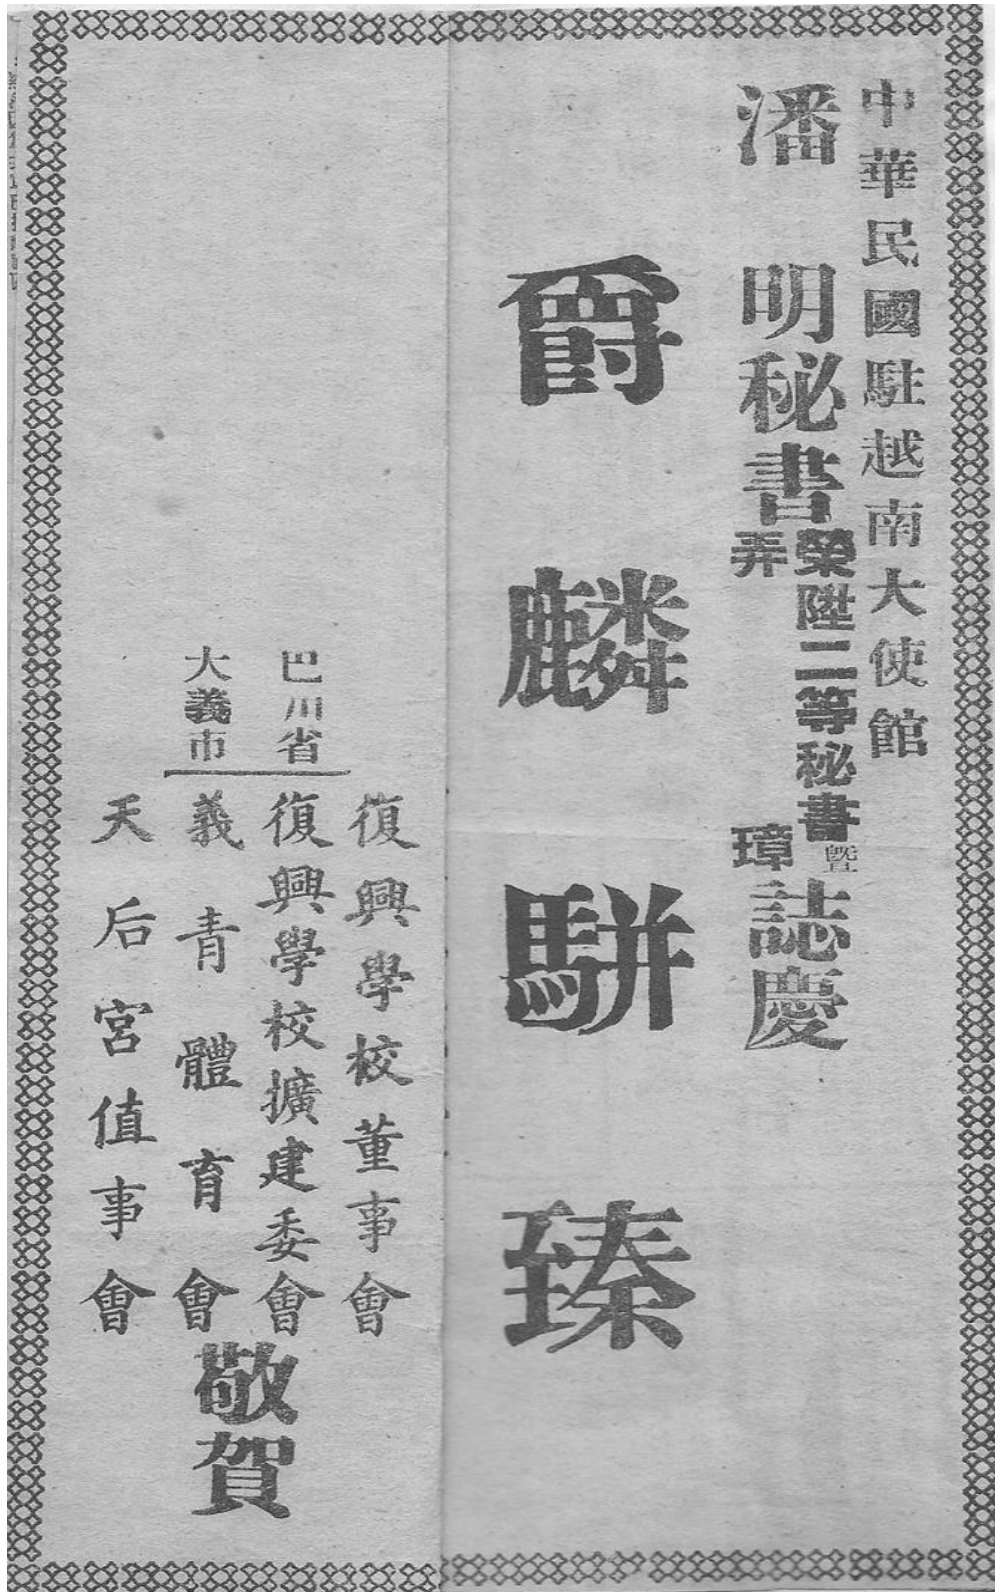 中華民國駐越南大使館
潘明秘書榮陞二等秘書暨弄璋誌慶
爵麟駢臻
復興學校董事會
巴川省
復興學校擴建委會
大義市
義青體育會
天后宮值事會
敬賀